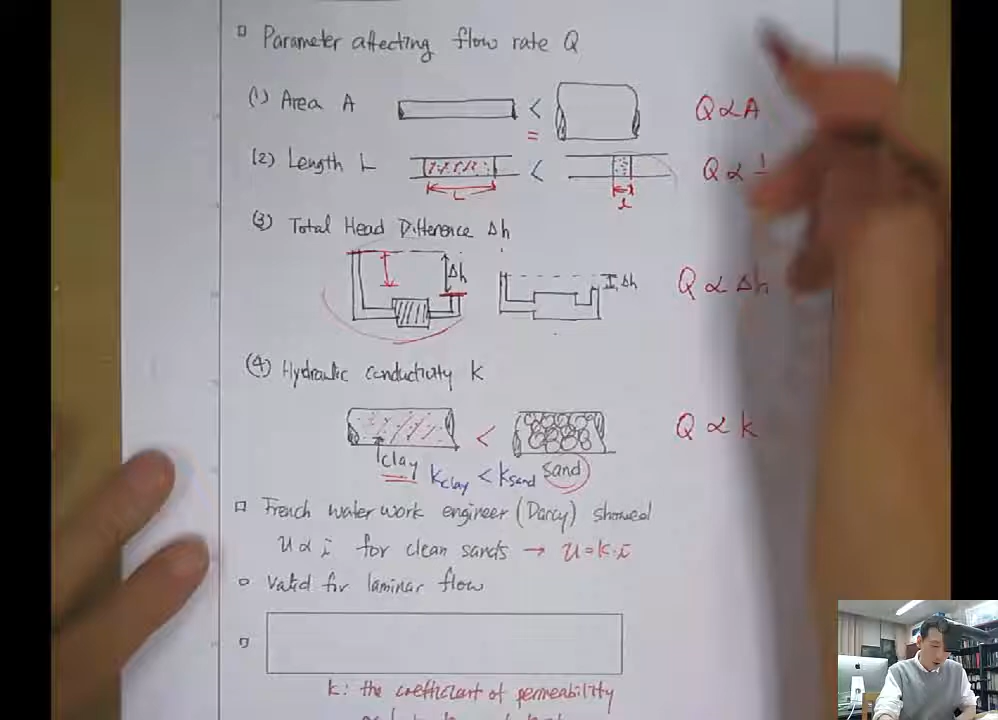 □ Parameter affecting flow rate Q
(1) Area A < = Q ∝ A
(2) Length L < Q ∝ 1
L
l
(3) Total Head Difference Δh
Δh Δh Q ∝ Δh
(4) Hydraulic conductivity k
< Q ∝ k
clay kclay < ksand sand
□ French water work engineer (Darcy) showed
u ∝ i for clean sands → u = k·i
□ Valid for laminar flow
k: the coefficient of permeability